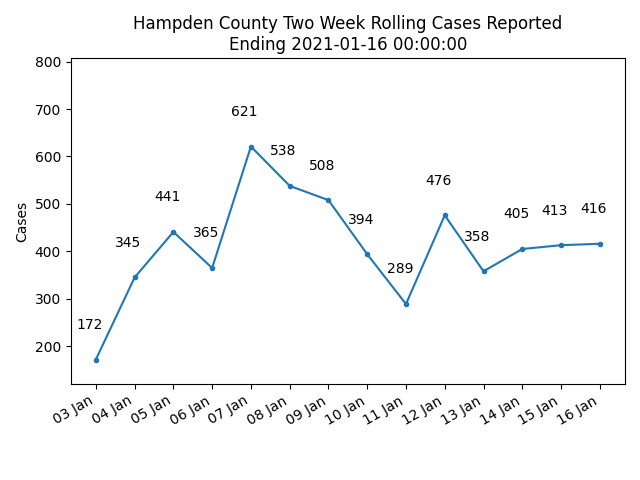 Hampden County Two Week Rolling Cases Reported
Ending 2021-01-16 00:00:00
800
700
600
500
400
300
200
Cases
172
345
441
365
621
538
508
394
289
476
358
405
413
416
03 Jan
04 Jan
05 Jan
06 Jan
07 Jan
08 Jan
09 Jan
10 Jan
11 Jan
12 Jan
13 Jan
14 Jan
15 Jan
16 Jan